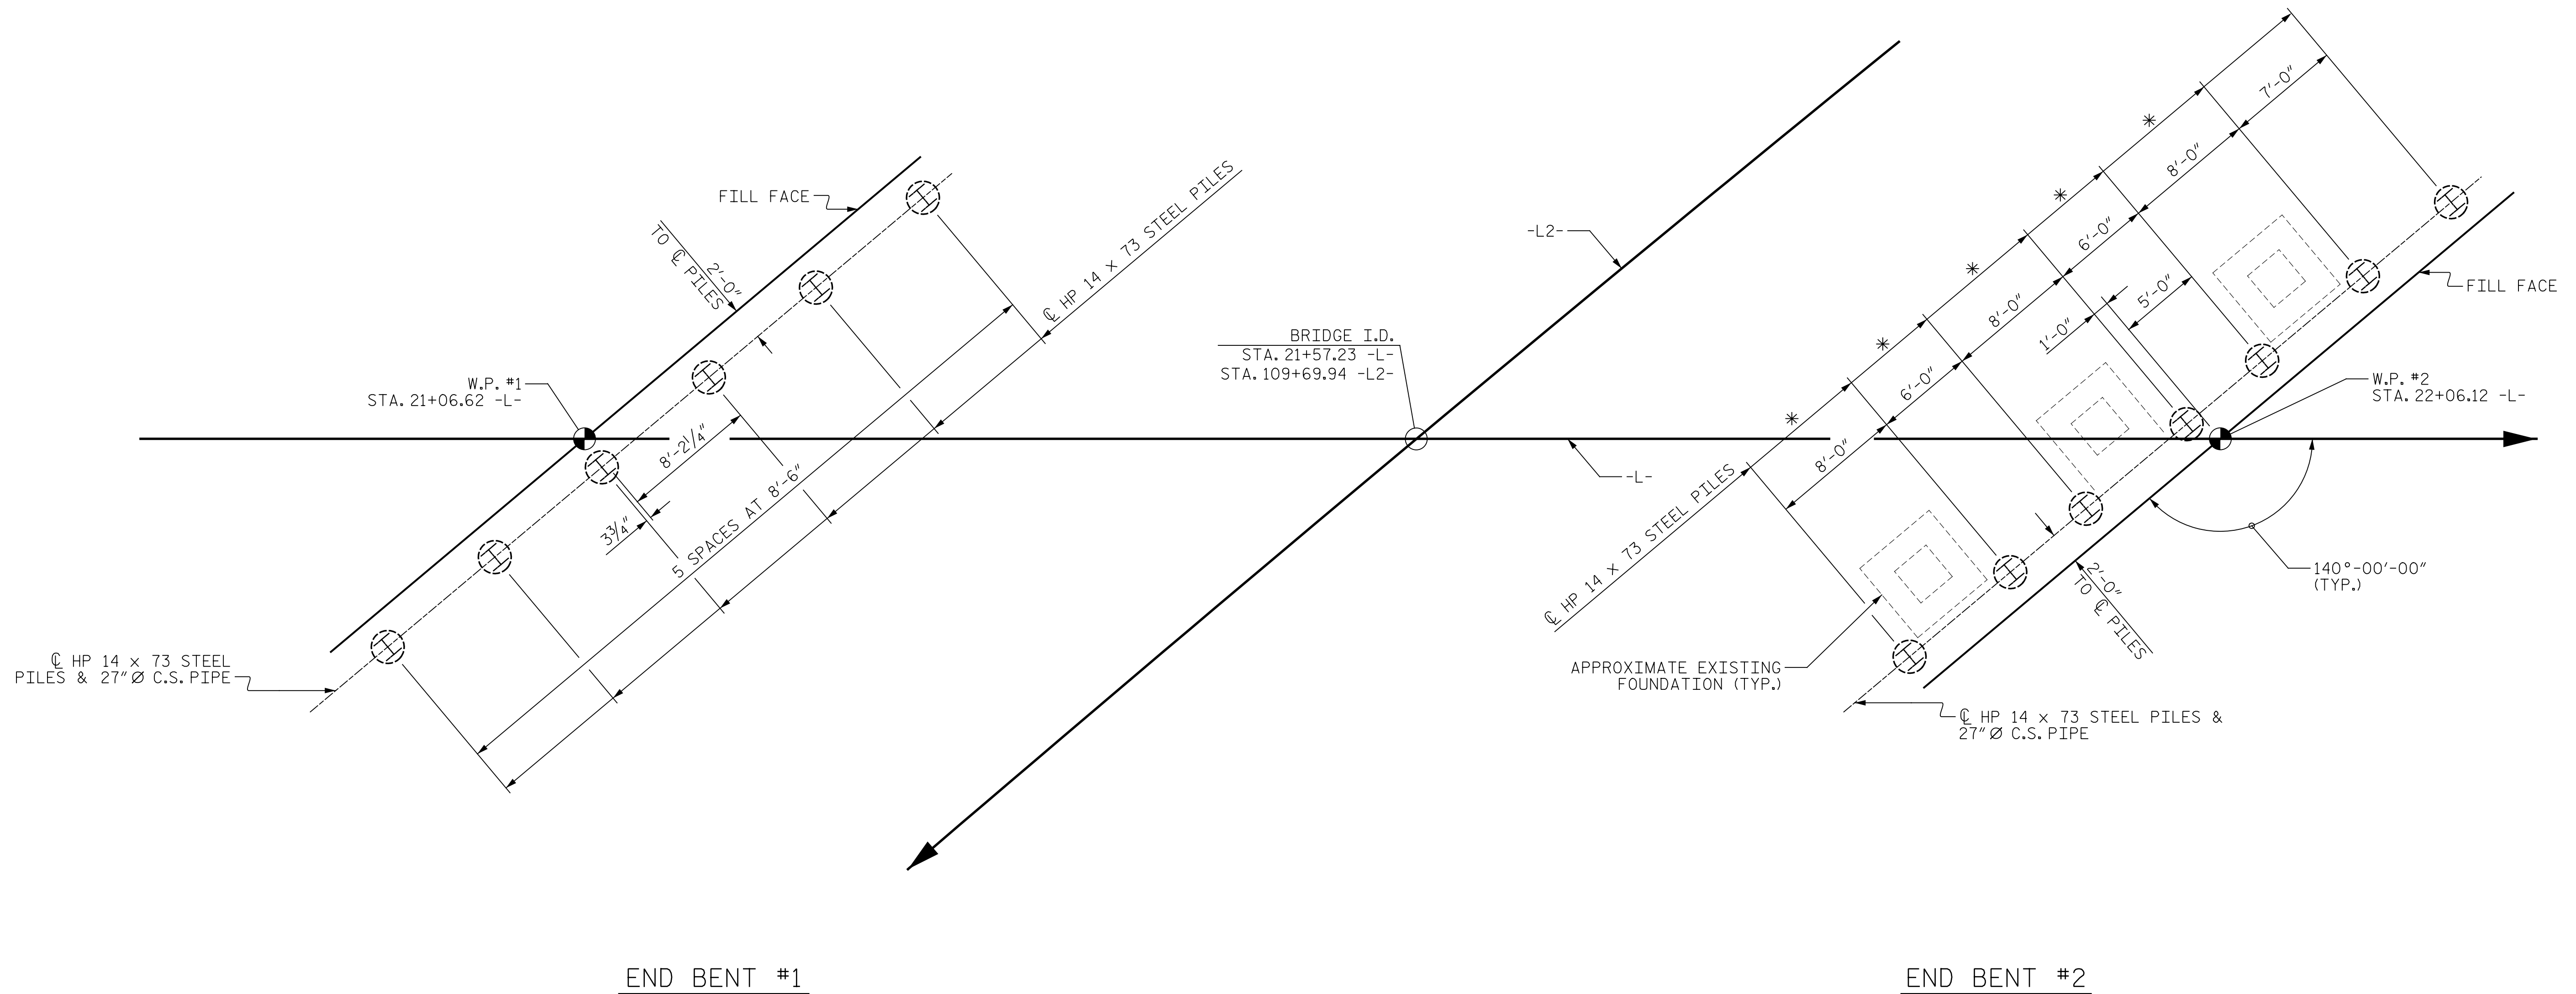 FILL FACE
2'-0"
TO ℄ PILES
W.P. #1
STA. 21+06.62 -L-
℄ HP 14 x 73 STEEL PILES
8'-2¼"
3¾"
5 SPACES AT 8'-6"
℄ HP 14 x 73 STEEL
PILES & 27"Ø C.S. PIPE
END BENT #1
-L2-
BRIDGE I.D.
STA. 21+57.23 -L-
STA. 109+69.94 -L2-
-L-
℄ HP 14 x 73 STEEL PILES
*
*
*
*
*
*
7'-0"
8'-0"
6'-0"
8'-0"
6'-0"
8'-0"
5'-0"
1'-0"
FILL FACE
W.P. #2
STA. 22+06.12 -L-
140°-00'-00"
(TYP.)
2'-0"
TO ℄ PILES
APPROXIMATE EXISTING
FOUNDATION (TYP.)
℄ HP 14 x 73 STEEL PILES &
27"Ø C.S. PIPE
END BENT #2